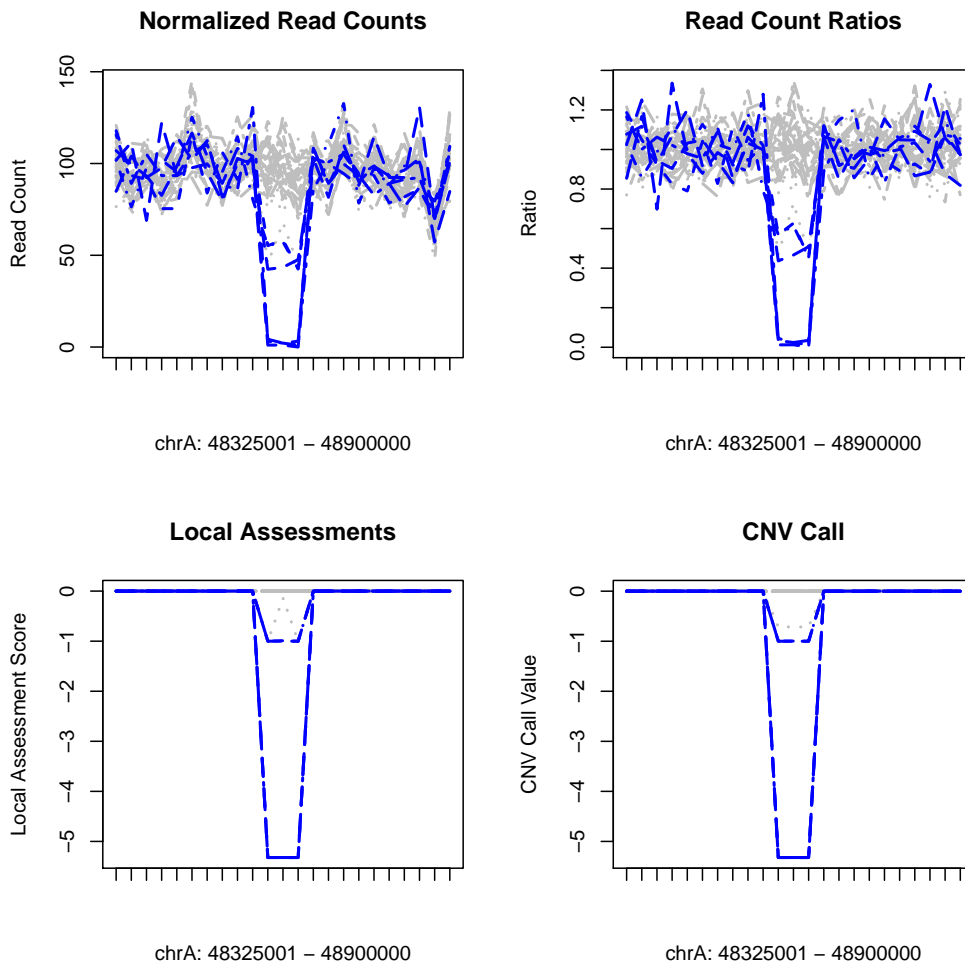 Normalized Read Counts
Read Count
150
100
50
0
chrA: 48325001 – 48900000
Read Count Ratios
Ratio
1.2
0.8
0.4
0.0
chrA: 48325001 – 48900000
Local Assessments
Local Assessment Score
0
−1
−2
−3
−4
−5
chrA: 48325001 – 48900000
CNV Call
CNV Call Value
0
−1
−2
−3
−4
−5
chrA: 48325001 – 48900000